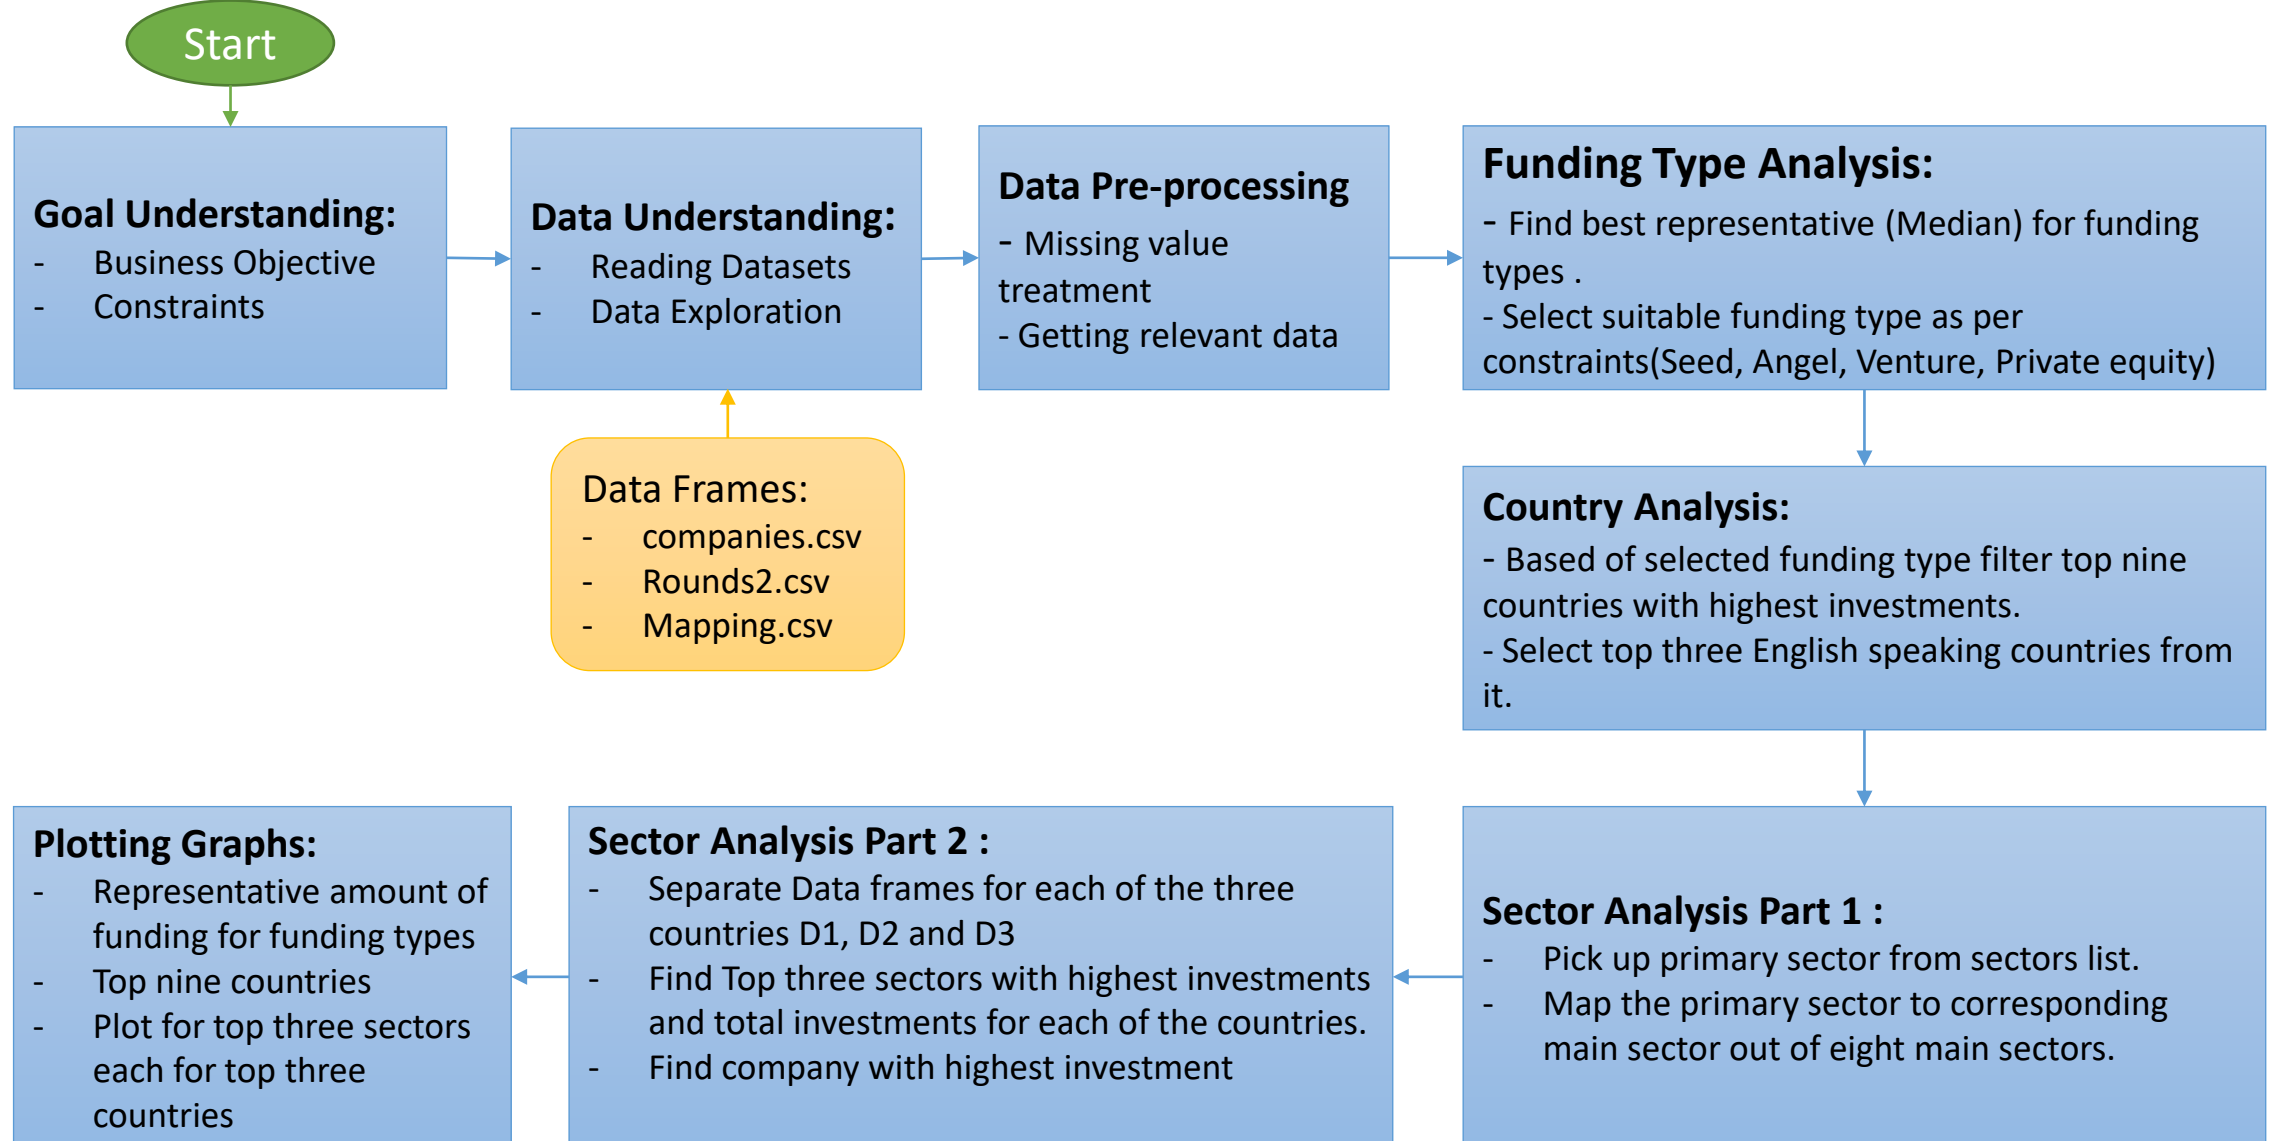 Start
Goal Understanding:
- Business Objective
- Constraints
Data Understanding:
- Reading Datasets
- Data Exploration
Data Frames:
- companies.csv
- Rounds2.csv
- Mapping.csv
Data Pre-processing
- Missing value
treatment
- Getting relevant data
Funding Type Analysis:
- Find best representative (Median) for funding
types .
- Select suitable funding type as per
constraints(Seed, Angel, Venture, Private equity)
Country Analysis:
- Based of selected funding type filter top nine
countries with highest investments.
- Select top three English speaking countries from
it.
Sector Analysis Part 1 :
- Pick up primary sector from sectors list.
- Map the primary sector to corresponding
main sector out of eight main sectors.
Sector Analysis Part 2 :
- Separate Data frames for each of the three
countries D1, D2 and D3
- Find Top three sectors with highest investments
and total investments for each of the countries.
- Find company with highest investment
Plotting Graphs:
- Representative amount of
funding for funding types
- Top nine countries
- Plot for top three sectors
each for top three
countries